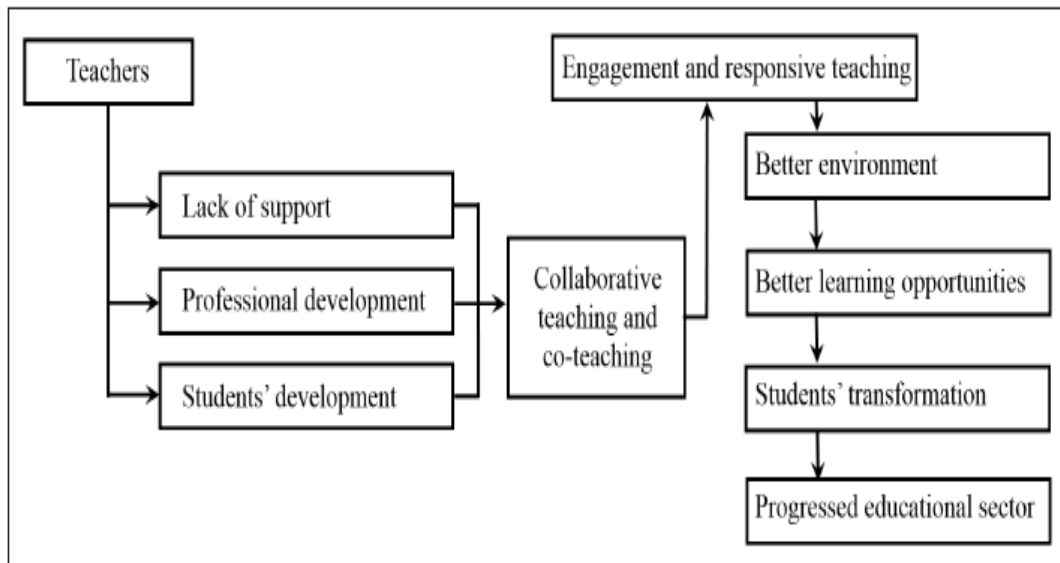 Teachers
Lack of support
Professional development
Students’ development
Collaborative
teaching and
co-teaching
Engagement and responsive teaching
Better environment
Better learning opportunities
Students’ transformation
Progressed educational sector